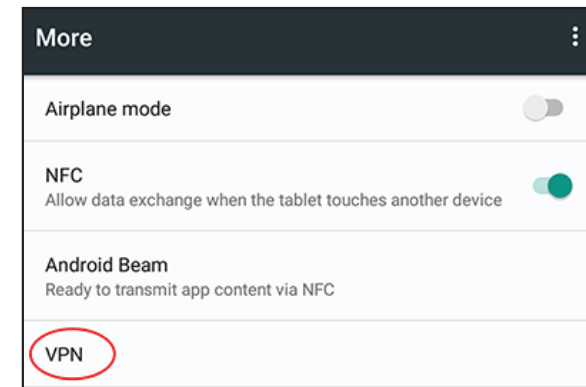 More
Airplane mode
NFC
Allow data exchange when the tablet touches another device
Android Beam
Ready to transmit app content via NFC
VPN